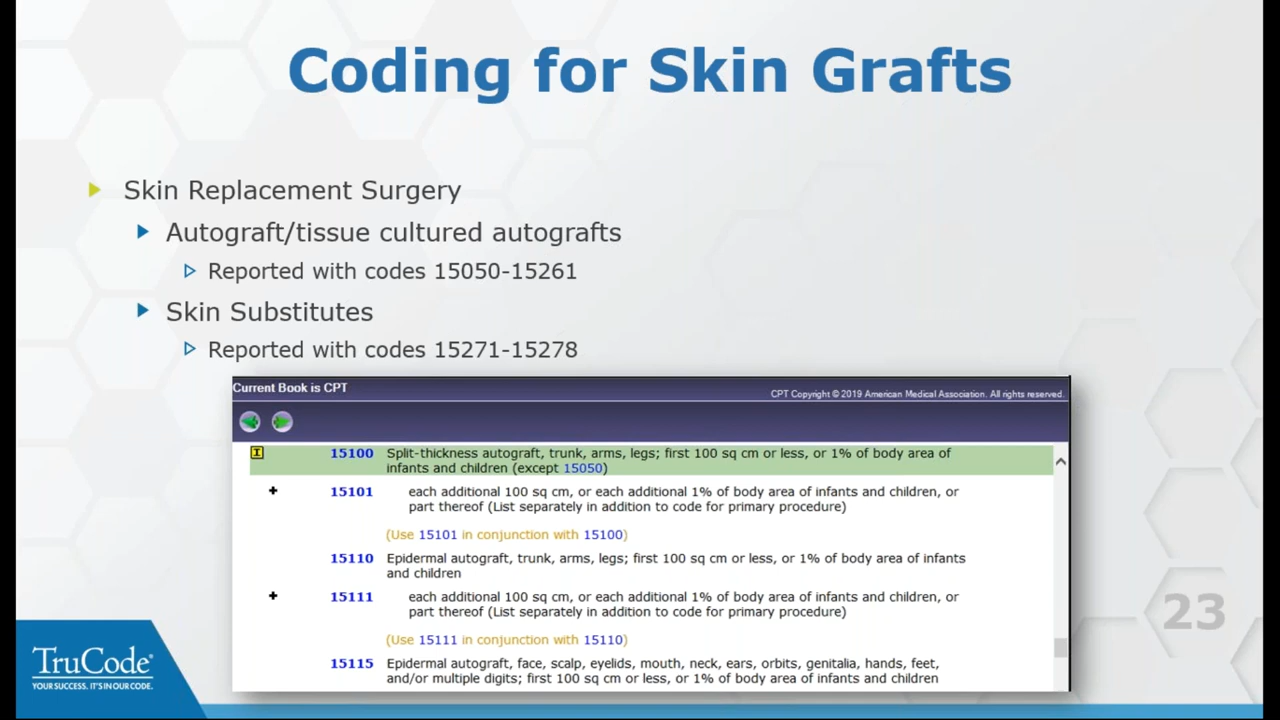 Coding for Skin Grafts
Skin Replacement Surgery
Autograft/tissue cultured autografts
Reported with codes 15050-15261
Skin Substitutes
Reported with codes 15271-15278
Current Book is CPT
CPT Copyright © 2019 American Medical Association. All rights reserved.
I 15100 Split-thickness autograft, trunk, arms, legs; first 100 sq cm or less, or 1% of body area of
infants and children (except 15050)
+ 15101 each additional 100 sq cm, or each additional 1% of body area of infants and children, or
part thereof (List separately in addition to code for primary procedure)
(Use 15101 in conjunction with 15100)
15110 Epidermal autograft, trunk, arms, legs; first 100 sq cm or less, or 1% of body area of infants
and children
+ 15111 each additional 100 sq cm, or each additional 1% of body area of infants and children, or
part thereof (List separately in addition to code for primary procedure)
(Use 15111 in conjunction with 15110)
15115 Epidermal autograft, face, scalp, eyelids, mouth, neck, ears, orbits, genitalia, hands, feet,
and/or multiple digits; first 100 sq cm or less, or 1% of body area of infants and children
23
TruCode®
YOUR SUCCESS. IT'S IN OUR CODE.